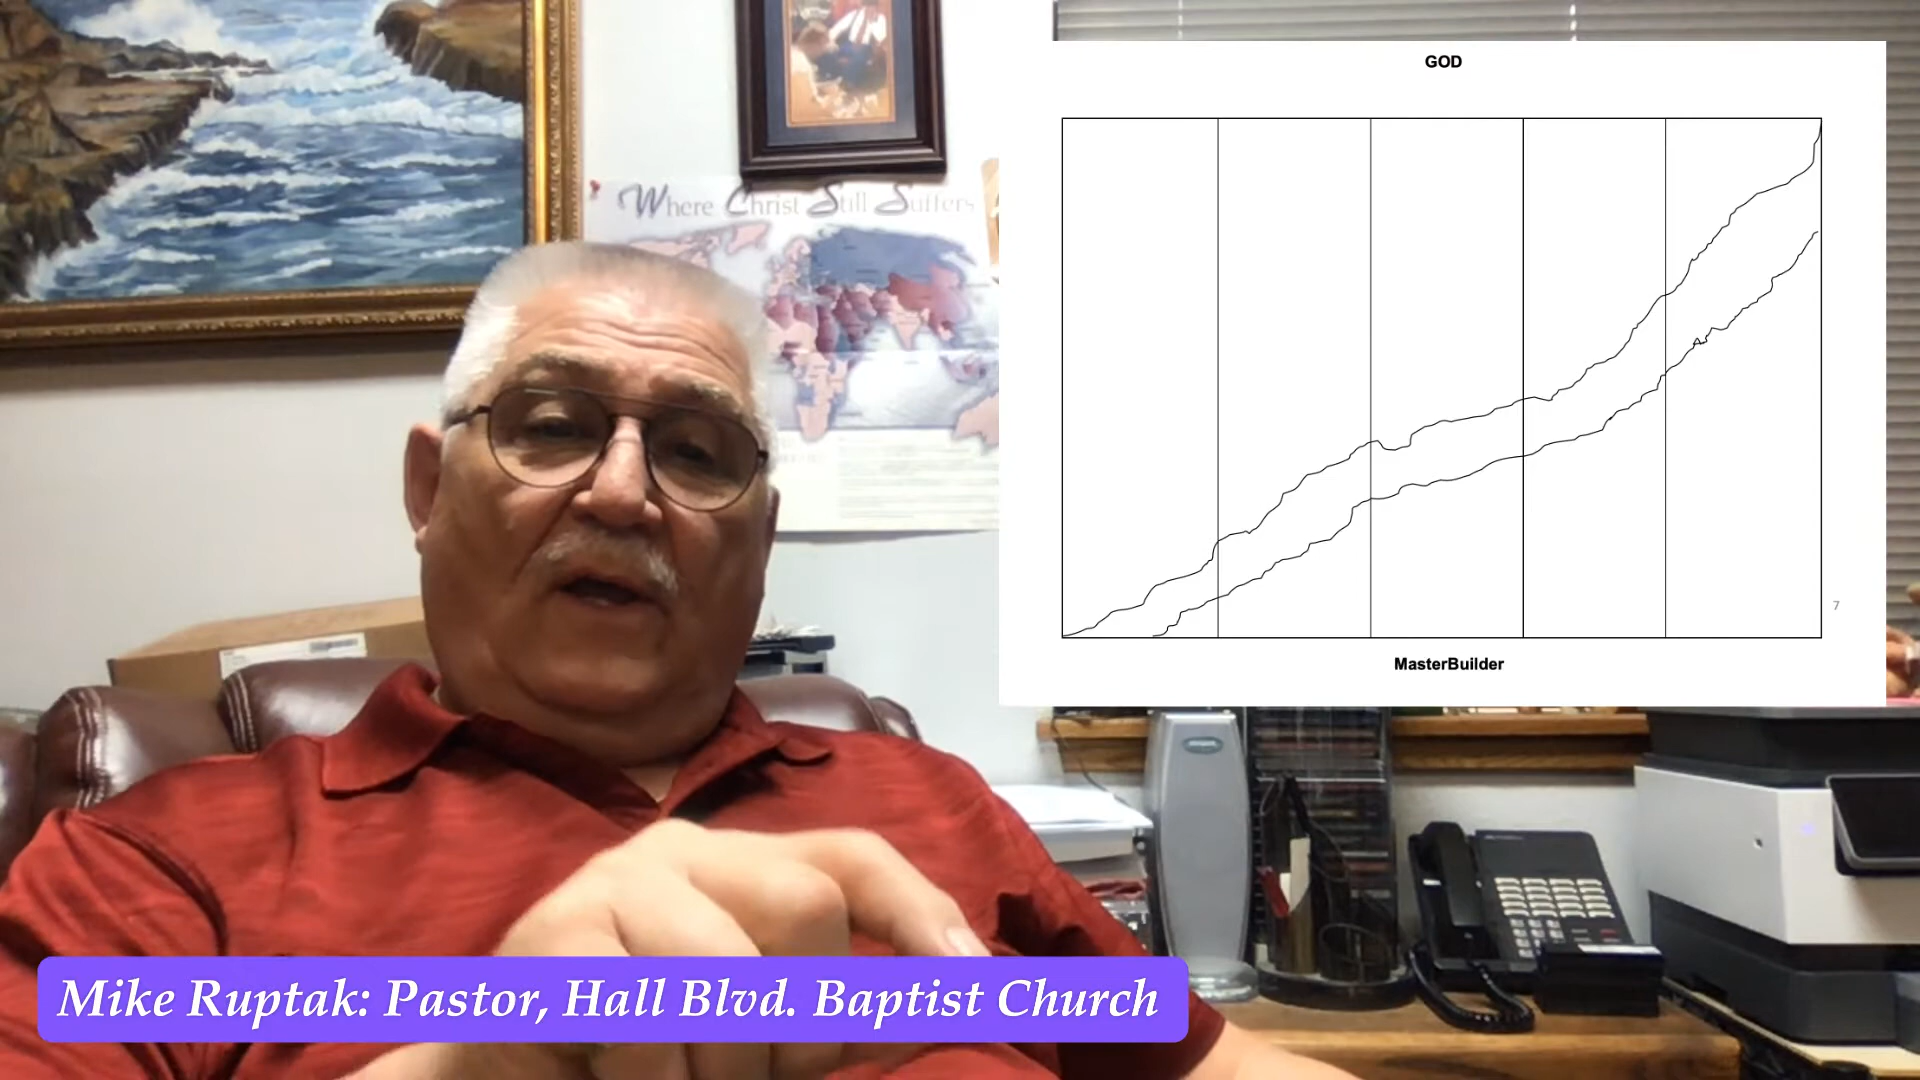 GOD
Where Christ Still Suffers
7
MasterBuilder
Mike Ruptak: Pastor, Hall Blvd. Baptist Church